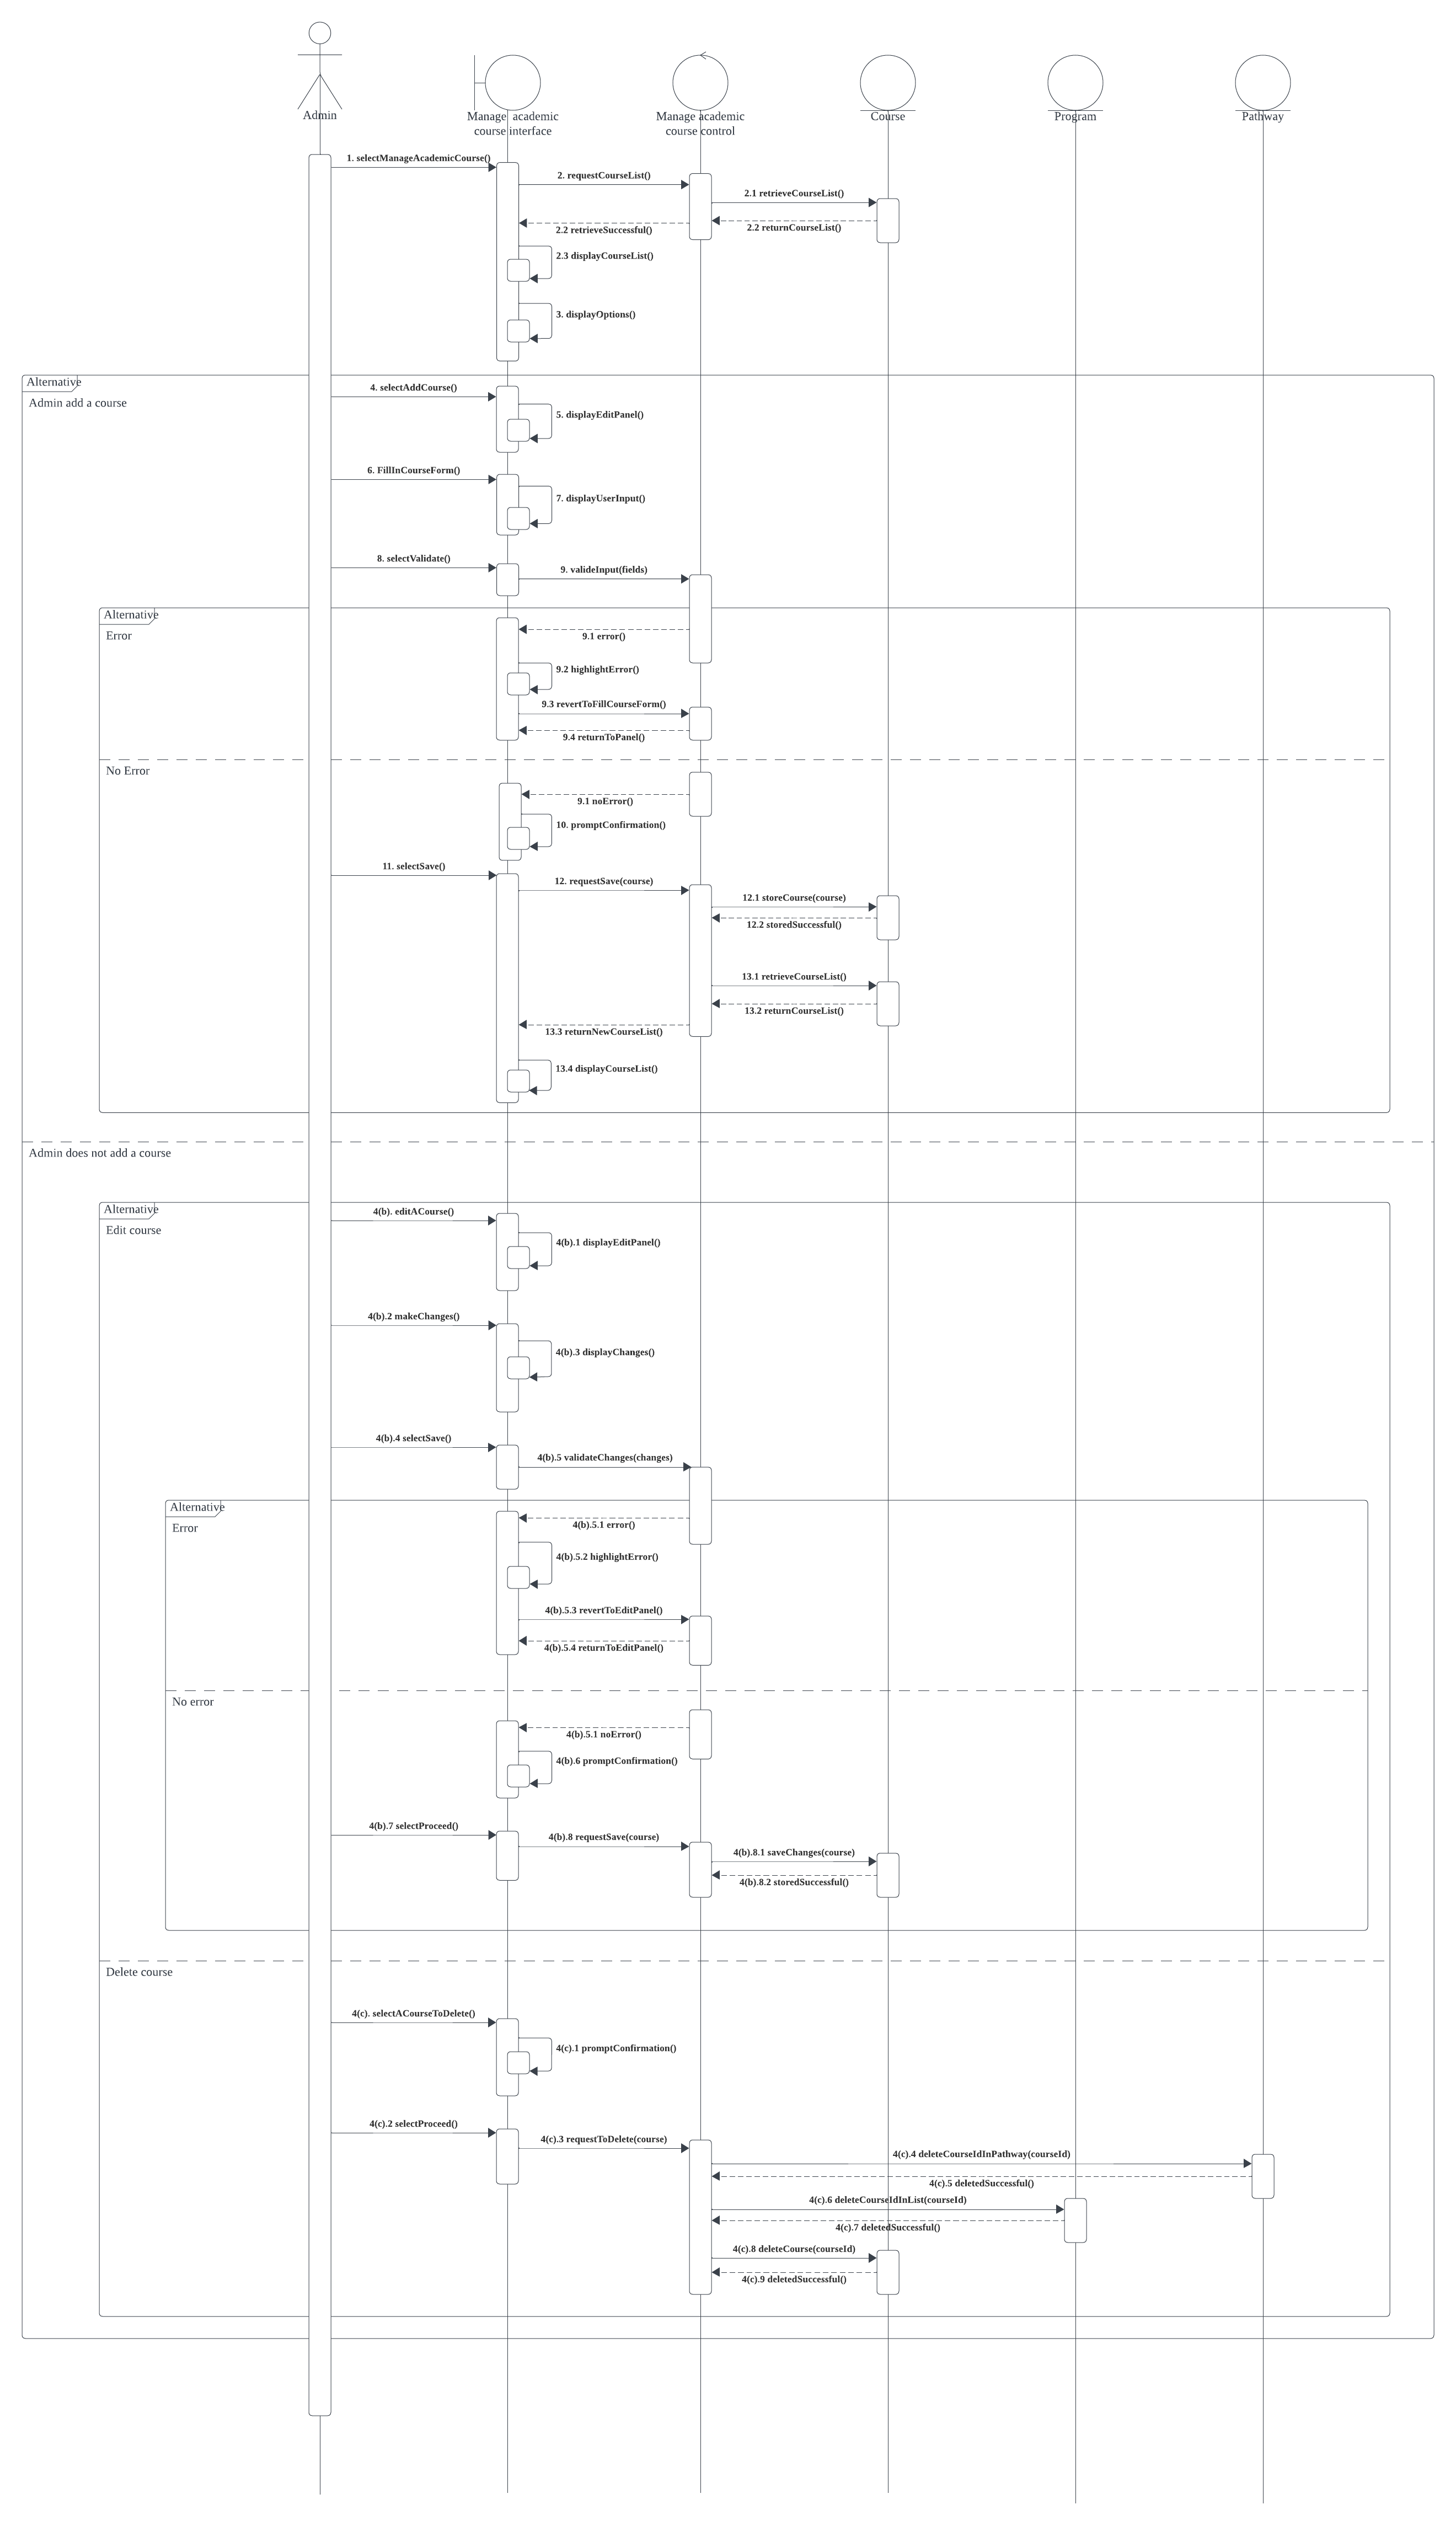 Admin
Manage academic
course interface
Manage academic
course control
Course
Program
Pathway
1. selectManageAcademicCourse()
2. requestCourseList()
2.1 retrieveCourseList()
2.2 returnCourseList()
2.2 retrieveSuccessful()
2.3 displayCourseList()
3. displayOptions()
Alternative
Admin add a course
4. selectAddCourse()
5. displayEditPanel()
6. FillInCourseForm()
7. displayUserInput()
8. selectValidate()
9. valideInput(fields)
Alternative
Error
9.1 error()
9.2 highlightError()
9.3 revertToFillCourseForm()
9.4 returnToPanel()
No Error
9.1 noError()
10. promptConfirmation()
11. selectSave()
12. requestSave(course)
12.1 storeCourse(course)
12.2 storedSuccessful()
13.1 retrieveCourseList()
13.2 returnCourseList()
13.3 returnNewCourseList()
13.4 displayCourseList()
Admin does not add a course
Alternative
Edit course
4(b). editACourse()
4(b).1 displayEditPanel()
4(b).2 makeChanges()
4(b).3 displayChanges()
4(b).4 selectSave()
4(b).5 validateChanges(changes)
Alternative
Error
4(b).5.1 error()
4(b).5.2 highlightError()
4(b).5.3 revertToEditPanel()
4(b).5.4 returnToEditPanel()
No error
4(b).5.1 noError()
4(b).6 promptConfirmation()
4(b).7 selectProceed()
4(b).8 requestSave(course)
4(b).8.1 saveChanges(course)
4(b).8.2 storedSuccessful()
Delete course
4(c). selectACourseToDelete()
4(c).1 promptConfirmation()
4(c).2 selectProceed()
4(c).3 requestToDelete(course)
4(c).4 deleteCourseIdInPathway(courseId)
4(c).5 deletedSuccessful()
4(c).6 deleteCourseIdInList(courseId)
4(c).7 deletedSuccessful()
4(c).8 deleteCourse(courseId)
4(c).9 deletedSuccessful()